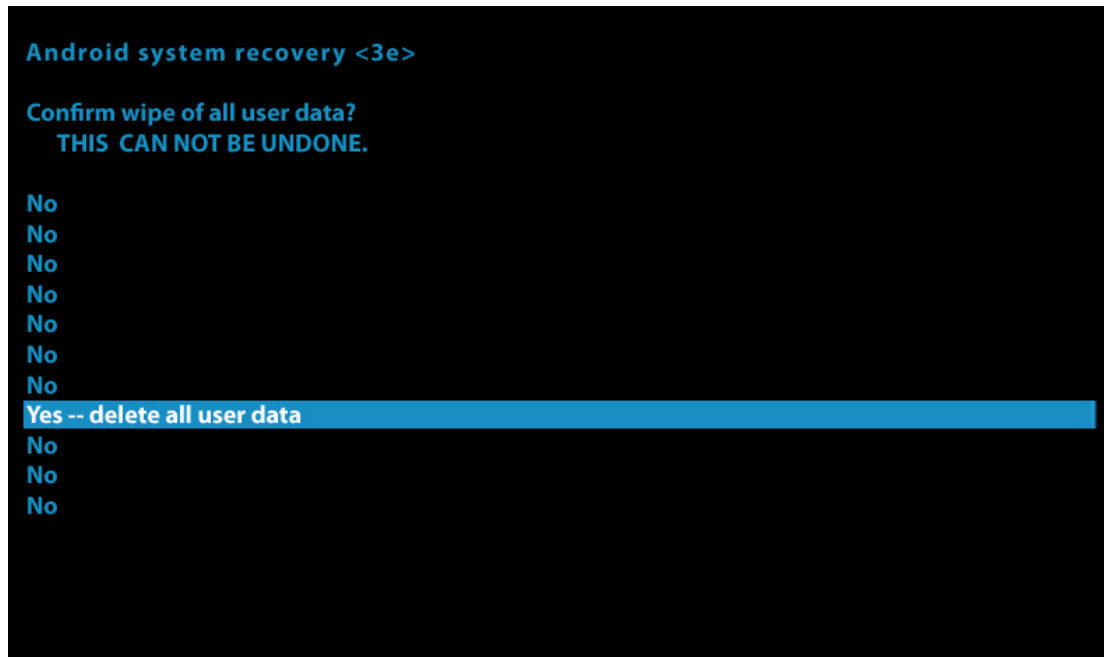 Android system recovery <3e>
Confirm wipe of all user data?
THIS CAN NOT BE UNDONE.
No
No
No
No
No
No
No
Yes -- delete all user data
No
No
No